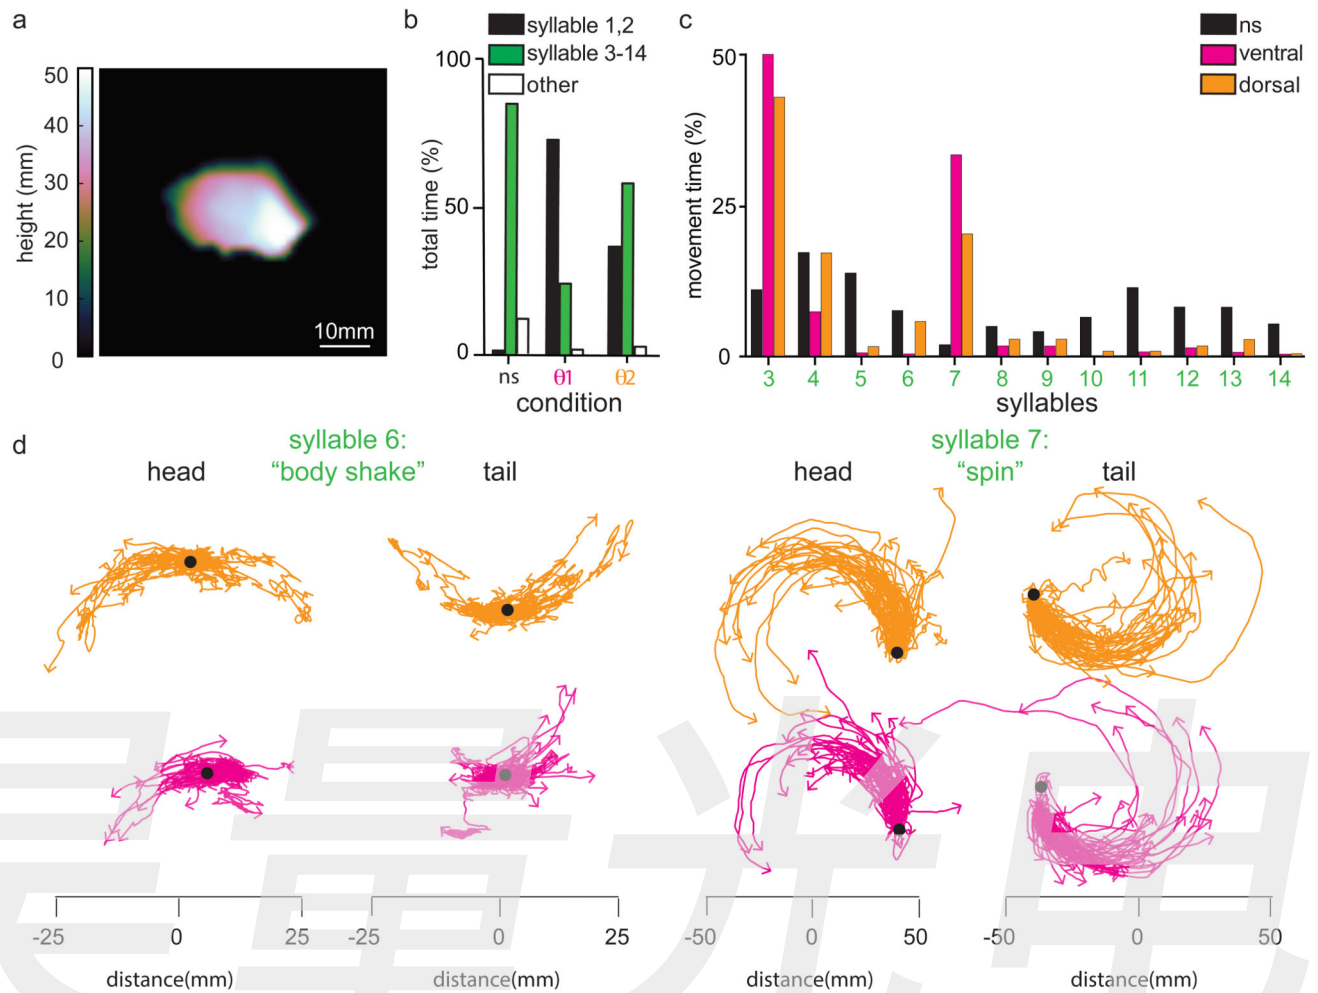 a
height (mm)
50
40
30
20
10
0
10mm
b
syllable 1,2
syllable 3-14
other
total time (%)
100
50
0
ns
θ1
θ2
condition
c
ns
ventral
dorsal
movement time (%)
50
25
0
3 4 5 6 7 8 9 10 11 12 13 14
syllables
d
syllable 6:
head “body shake” tail
syllable 7:
head “spin” tail
-25 0 25 -25 0 25 -50 0 50 -50 0 50
distance(mm) distance(mm) distance(mm) distance(mm)